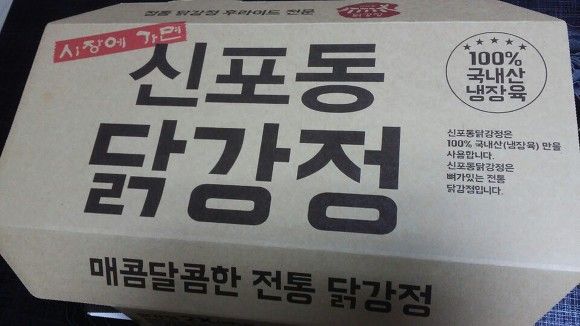 전통 닭강정 후라이드 전문
닭강정
시장에 가면
신포동
닭강정
100%
국내산
냉장육
신포동닭강정은
100% 국내산(냉장육) 만을
사용합니다.
신포동닭강정은
뼈가있는 전통
닭강정입니다.
매콤달콤한 전통 닭강정